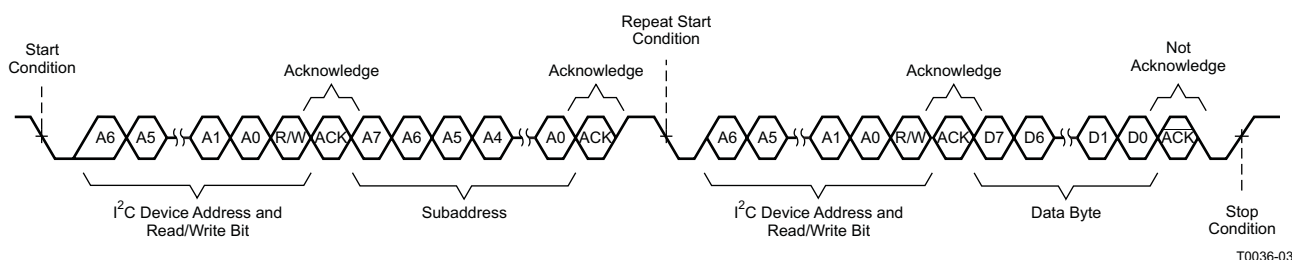 Start
Condition
Repeat Start
Condition
Acknowledge
Acknowledge
Acknowledge
Not
Acknowledge
A6 A5 A1 A0 R/W ACK A7 A6 A5 A4 A0 ACK A6 A5 A1 A0 R/W ACK D7 D6 D1 D0 ACK
I²C Device Address and
Read/Write Bit
Subaddress
I²C Device Address and
Read/Write Bit
Data Byte
Stop
Condition
T0036-03